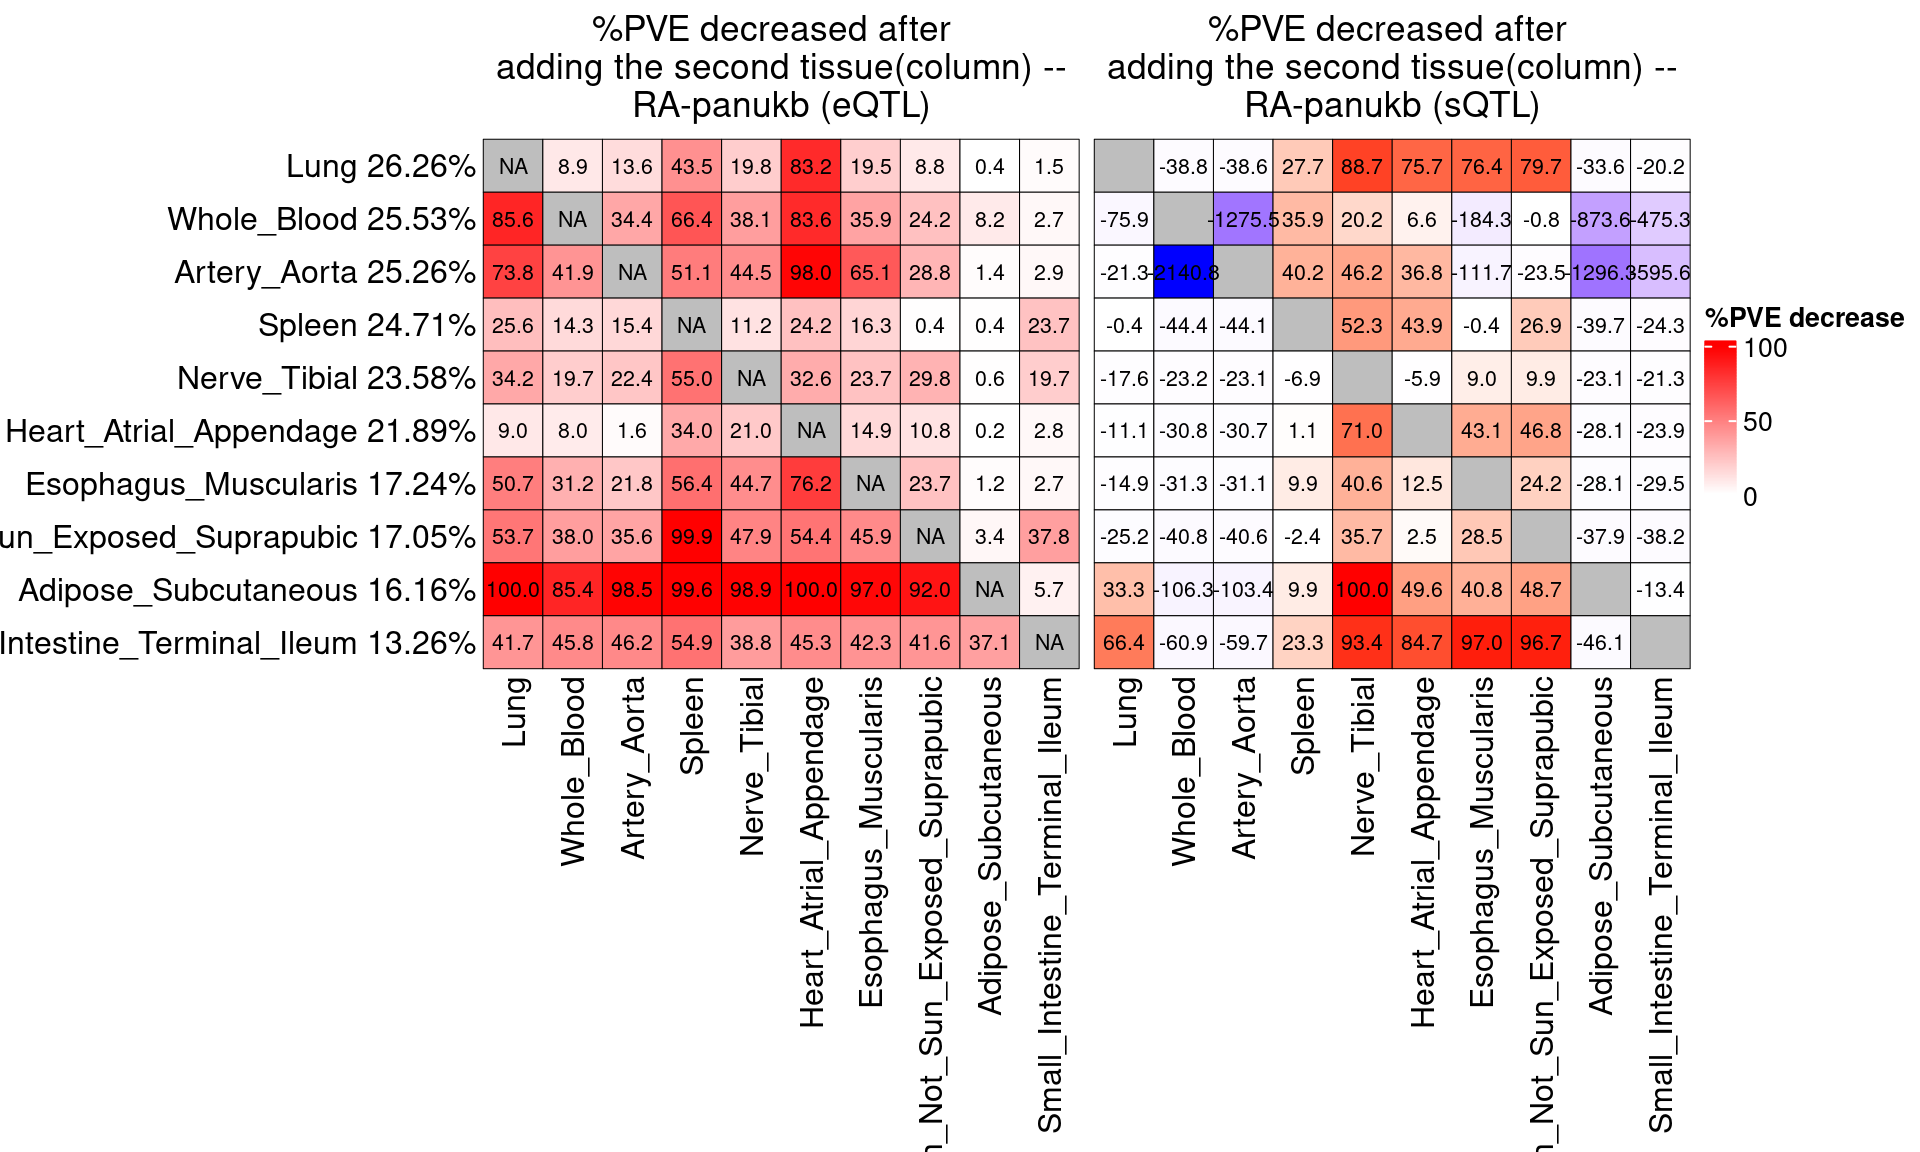 %PVE decreased after
adding the second tissue(column) --
RA-panukb (eQTL)
%PVE decreased after
adding the second tissue(column) --
RA-panukb (sQTL)
Lung 26.26% NA 8.9 13.6 43.5 19.8 83.2 19.5 8.8 0.4 1.5 -38.8 -38.6 27.7 88.7 75.7 76.4 79.7 -33.6 -20.2
Whole_Blood 25.53% 85.6 NA 34.4 66.4 38.1 83.6 35.9 24.2 8.2 2.7 -75.9 -1275.5 35.9 20.2 6.6 -184.3 -0.8 -873.6 -475.3
Artery_Aorta 25.26% 73.8 41.9 NA 51.1 44.5 98.0 65.1 28.8 1.4 2.9 -21.3 -2140.8 40.2 46.2 36.8 -111.7 -23.5 -1296.3 -595.6
Spleen 24.71% 25.6 14.3 15.4 NA 11.2 24.2 16.3 0.4 0.4 23.7 -0.4 -44.4 -44.1 52.3 43.9 -0.4 26.9 -39.7 -24.3
Nerve_Tibial 23.58% 34.2 19.7 22.4 55.0 NA 32.6 23.7 29.8 0.6 19.7 -17.6 -23.2 -23.1 -6.9 -5.9 9.0 9.9 -23.1 -21.3
Heart_Atrial_Appendage 21.89% 9.0 8.0 1.6 34.0 21.0 NA 14.9 10.8 0.2 2.8 -11.1 -30.8 -30.7 1.1 71.0 43.1 46.8 -28.1 -23.9
Esophagus_Muscularis 17.24% 50.7 31.2 21.8 56.4 44.7 76.2 NA 23.7 1.2 2.7 -14.9 -31.3 -31.1 9.9 40.6 12.5 24.2 -28.1 -29.5
un_Exposed_Suprapubic 17.05% 53.7 38.0 35.6 99.9 47.9 54.4 45.9 NA 3.4 37.8 -25.2 -40.8 -40.6 -2.4 35.7 2.5 28.5 -37.9 -38.2
Adipose_Subcutaneous 16.16% 100.0 85.4 98.5 99.6 98.9 100.0 97.0 92.0 NA 5.7 33.3 -106.3 -103.4 9.9 100.0 49.6 40.8 48.7 -13.4
Intestine_Terminal_Ileum 13.26% 41.7 45.8 46.2 54.9 38.8 45.3 42.3 41.6 37.1 NA 66.4 -60.9 -59.7 23.3 93.4 84.7 97.0 96.7 -46.1
Lung
Whole_Blood
Artery_Aorta
Spleen
Nerve_Tibial
Heart_Atrial_Appendage
Esophagus_Muscularis
n_Not_Sun_Exposed_Suprapubic
Adipose_Subcutaneous
Small_Intestine_Terminal_Ileum
Lung
Whole_Blood
Artery_Aorta
Spleen
Nerve_Tibial
Heart_Atrial_Appendage
Esophagus_Muscularis
n_Not_Sun_Exposed_Suprapubic
Adipose_Subcutaneous
Small_Intestine_Terminal_Ileum
%PVE decrease
100
50
0